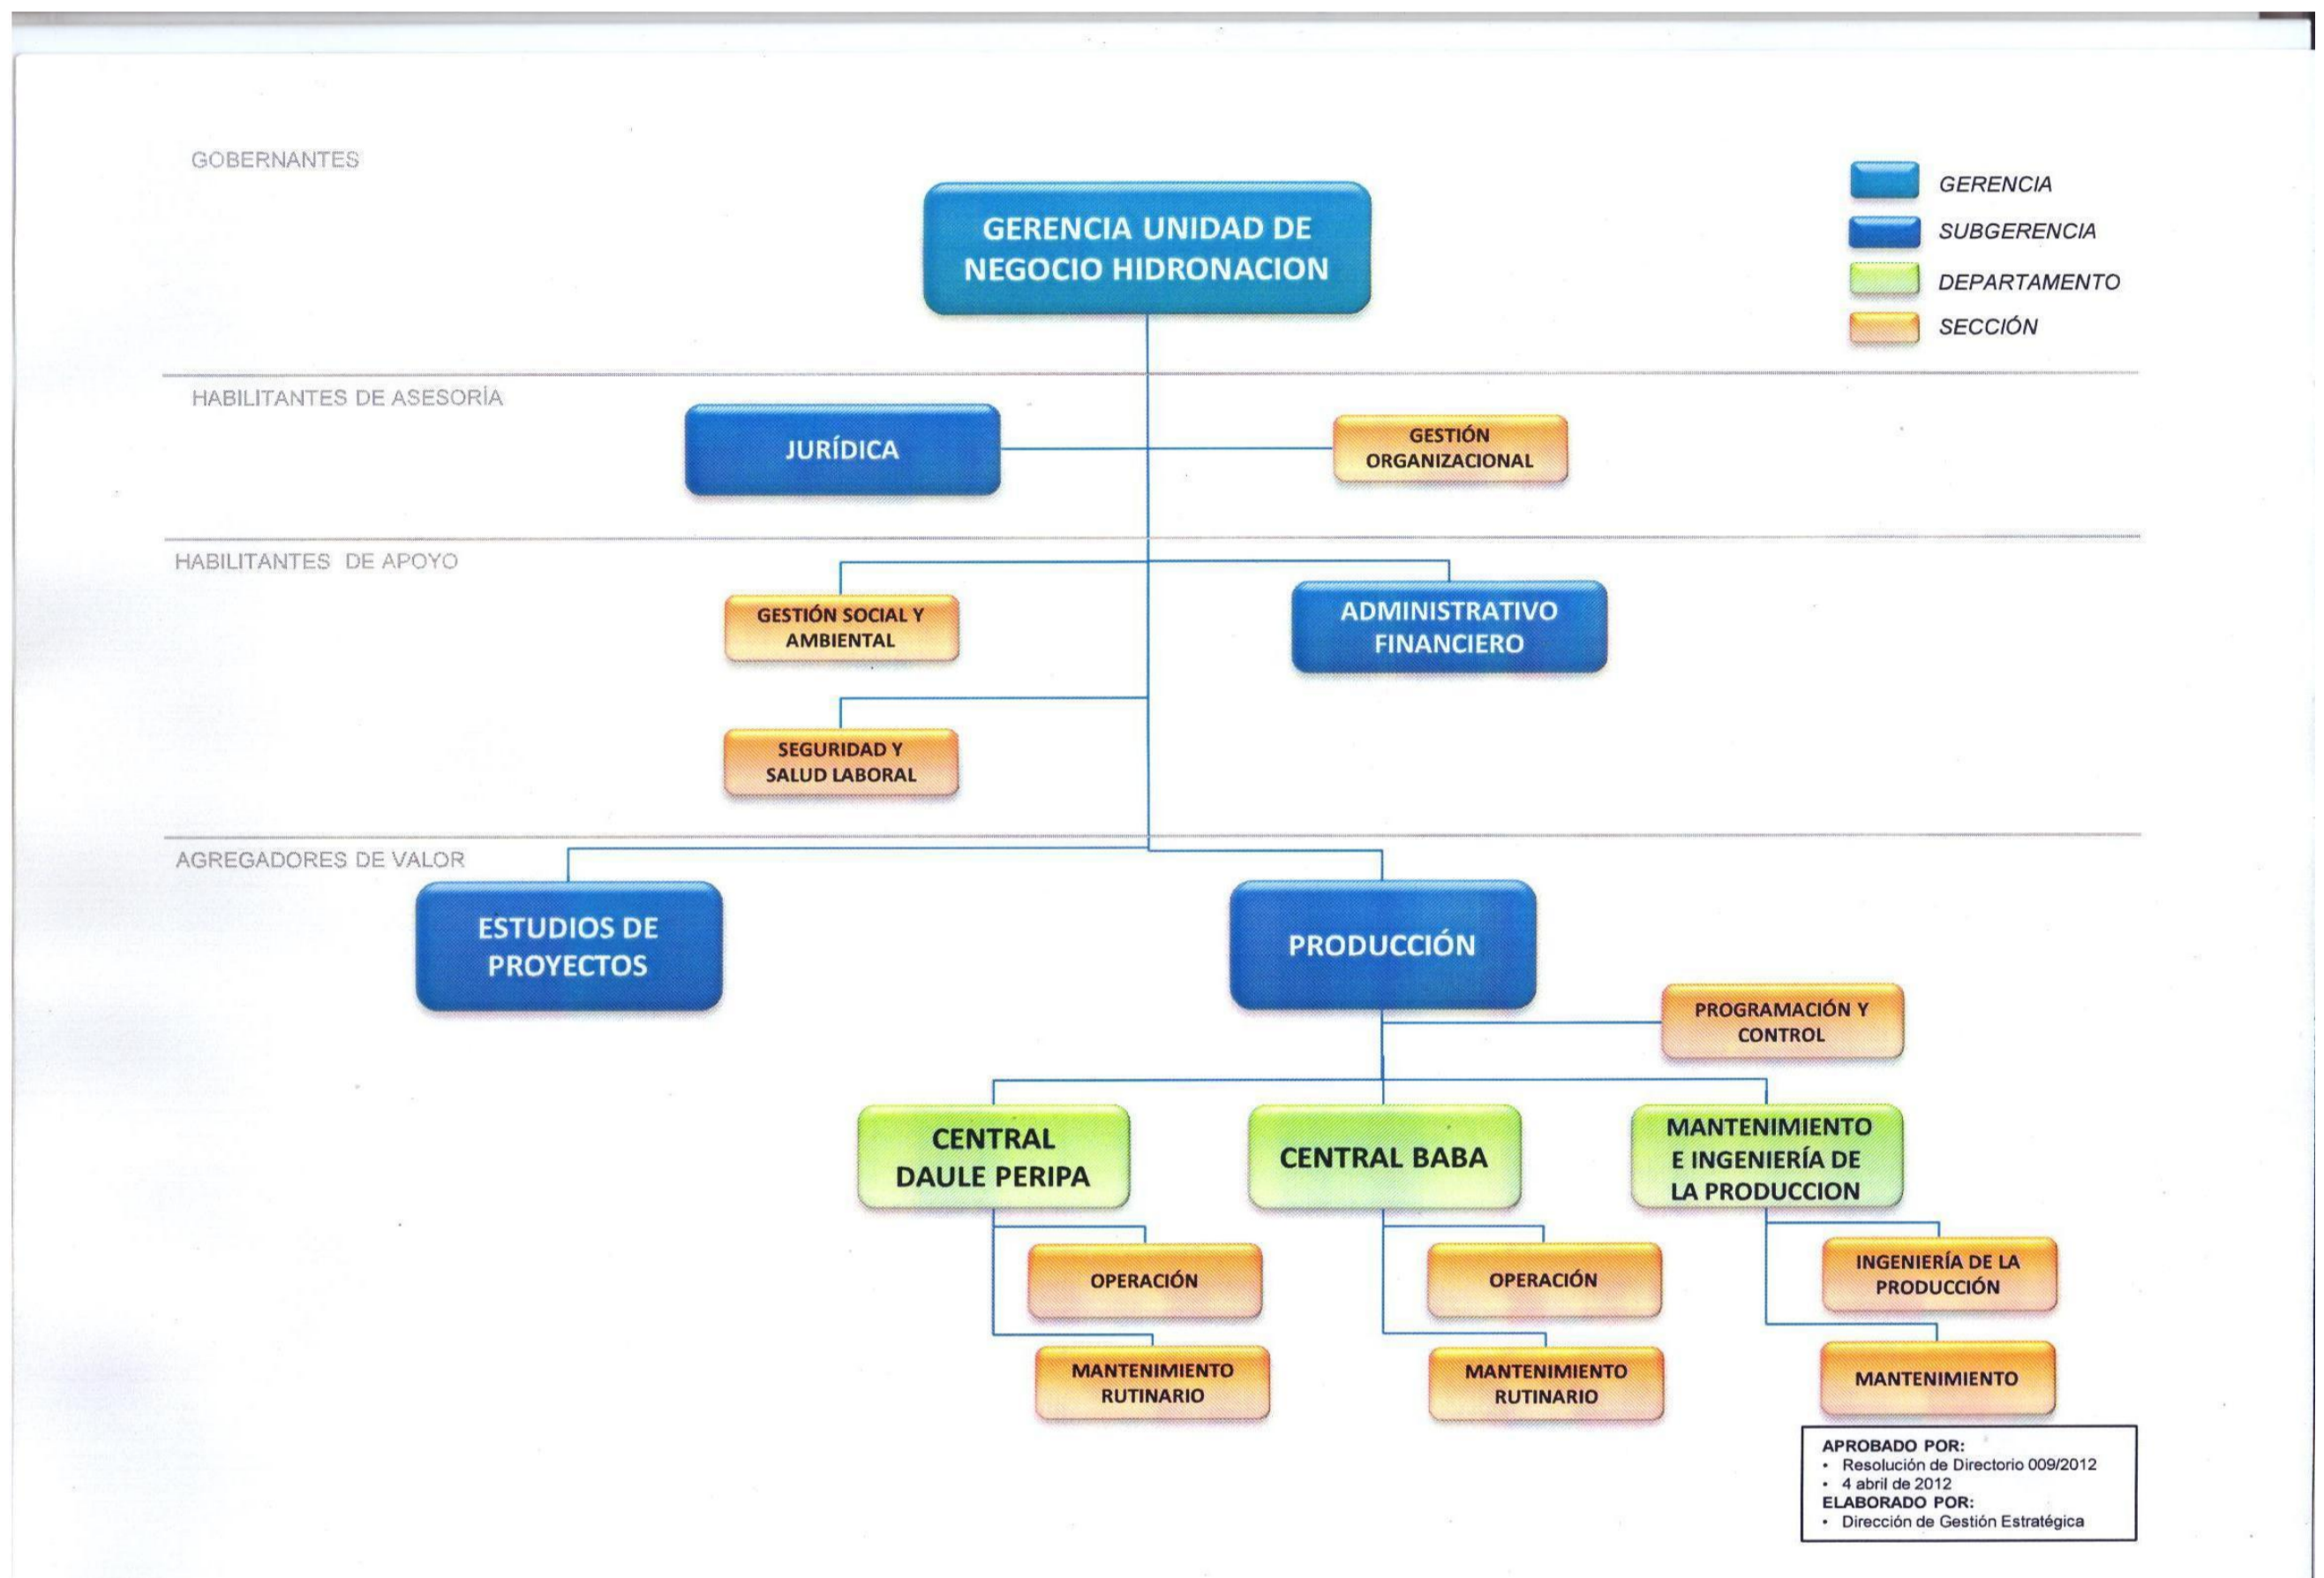 GOBERNANTES
GERENCIA UNIDAD DE
NEGOCIO HIDRONACION
GERENCIA
SUBGERENCIA
DEPARTAMENTO
SECCIÓN
HABILITANTES DE ASESORÍA
JURÍDICA
GESTIÓN
ORGANIZACIONAL
HABILITANTES DE APOYO
GESTIÓN SOCIAL Y
AMBIENTAL
ADMINISTRATIVO
FINANCIERO
SEGURIDAD Y
SALUD LABORAL
AGREGADORES DE VALOR
ESTUDIOS DE
PROYECTOS
PRODUCCIÓN
PROGRAMACIÓN Y
CONTROL
CENTRAL
DAULE PERIPA
CENTRAL BABA
MANTENIMIENTO
E INGENIERÍA DE
LA PRODUCCION
OPERACIÓN
MANTENIMIENTO
RUTINARIO
OPERACIÓN
MANTENIMIENTO
RUTINARIO
INGENIERÍA DE LA
PRODUCCIÓN
MANTENIMIENTO
APROBADO POR:
• Resolución de Directorio 009/2012
• 4 abril de 2012
ELABORADO POR:
• Dirección de Gestión Estratégica